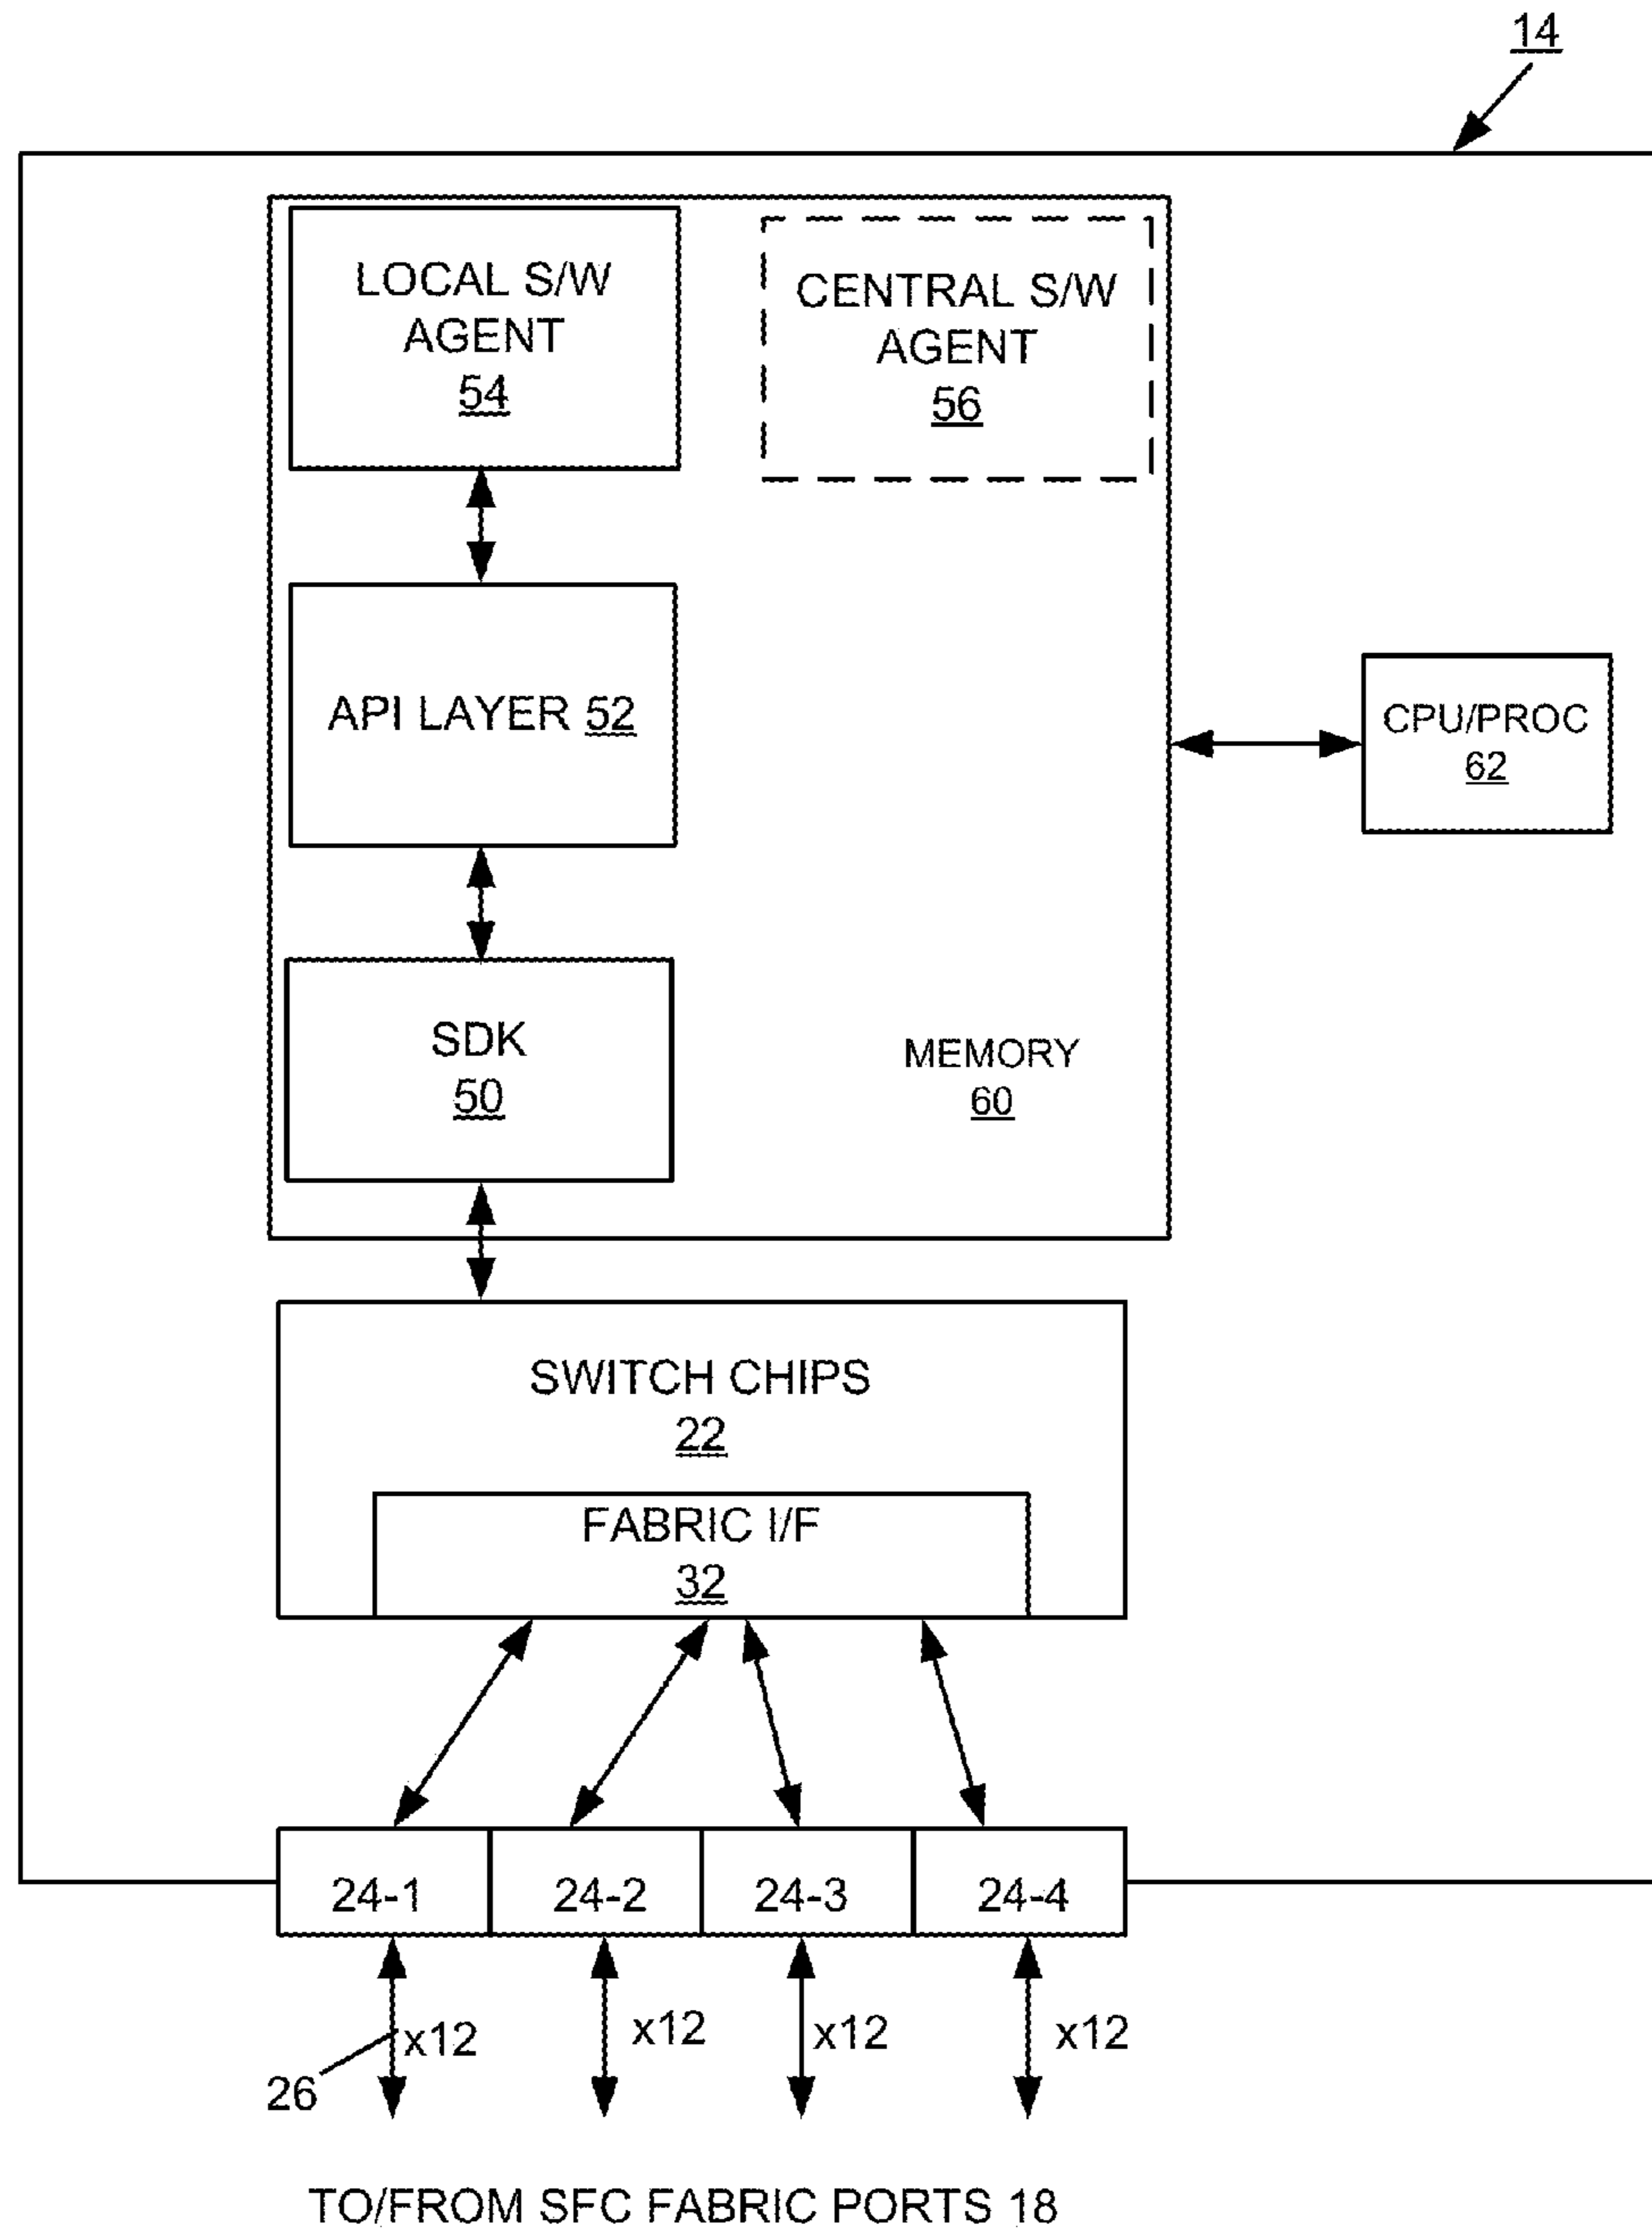 14
LOCAL S/W
AGENT
54
CENTRAL S/W
AGENT
56
API LAYER 52
CPU/PROC
62
SDK
50
MEMORY
60
SWITCH CHIPS
22
FABRIC I/F
32
24-1
24-2
24-3
24-4
x12
x12
x12
x12
26
TO/FROM SFC FABRIC PORTS 18